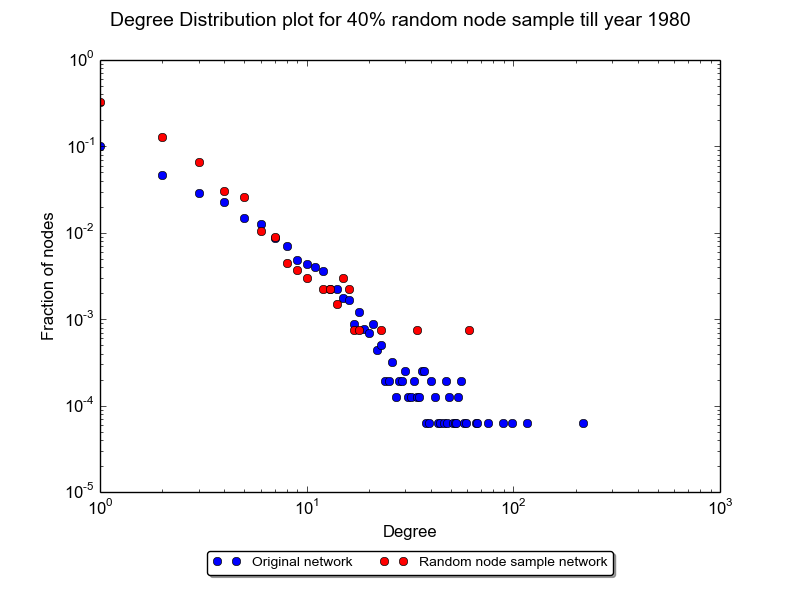 Degree Distribution plot for 40% random node sample till year 1980
Fraction of nodes
10^0
10^-1
10^-2
10^-3
10^-4
10^-5
10^0 10^1 10^2 10^3
Degree
Original network Random node sample network